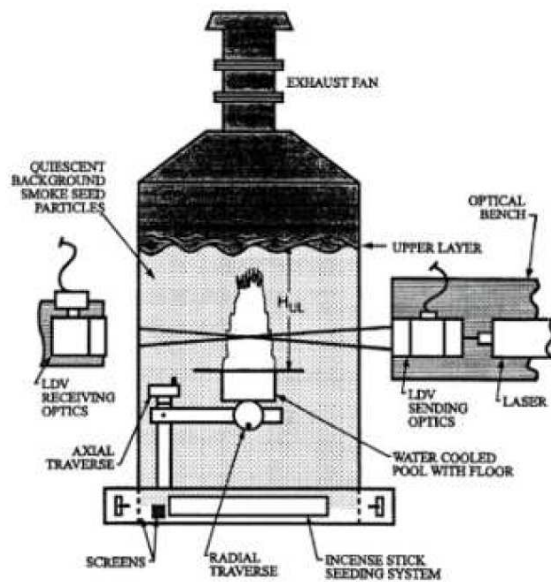 EXHAUST FAN
QUIESCENT
BACKGROUND
SMOKE SEED
PARTICLES
OPTICAL
BENCH
UPPER LAYER
H_UL
LDV
RECEIVING
OPTICS
LDV
SENDING
OPTICS
LASER
AXIAL
TRAVERSE
WATER COOLED
POOL WITH FLOOR
SCREENS
RADIAL
TRAVERSE
INCENSE STICK
SEEDING SYSTEM